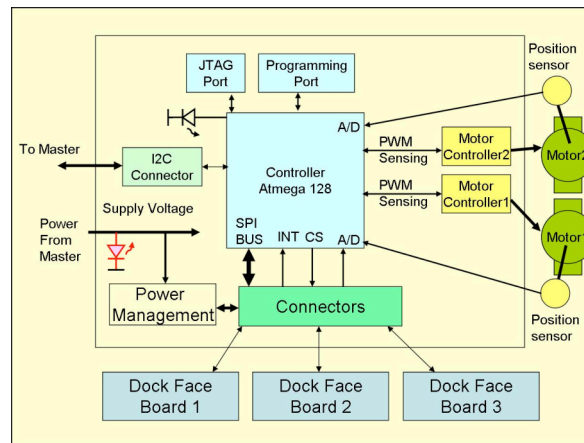 Position
sensor
JTAG
Port
Programming
Port
A/D
To Master
I2C
Connector
Controller
Atmega 128
PWM
Sensing
Motor
Controller2
Motor2
PWM
Sensing
Motor
Controller1
Supply Voltage
Power
From
Master
SPI
BUS
INT
CS
A/D
Motor1
Power
Management
Connectors
Position
sensor
Dock Face
Board 1
Dock Face
Board 2
Dock Face
Board 3